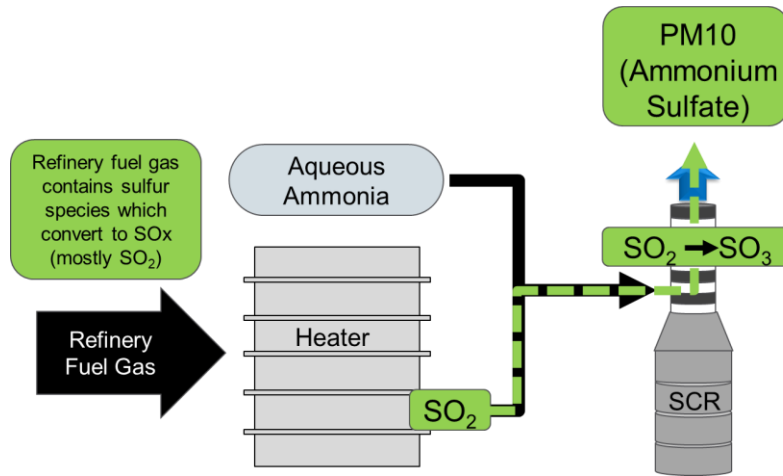 PM10
(Ammonium
Sulfate)
Refinery fuel gas
contains sulfur
species which
convert to SOx
(mostly SO₂)
Aqueous
Ammonia
SO₂ → SO₃
Refinery
Fuel Gas
Heater
SO₂
SCR